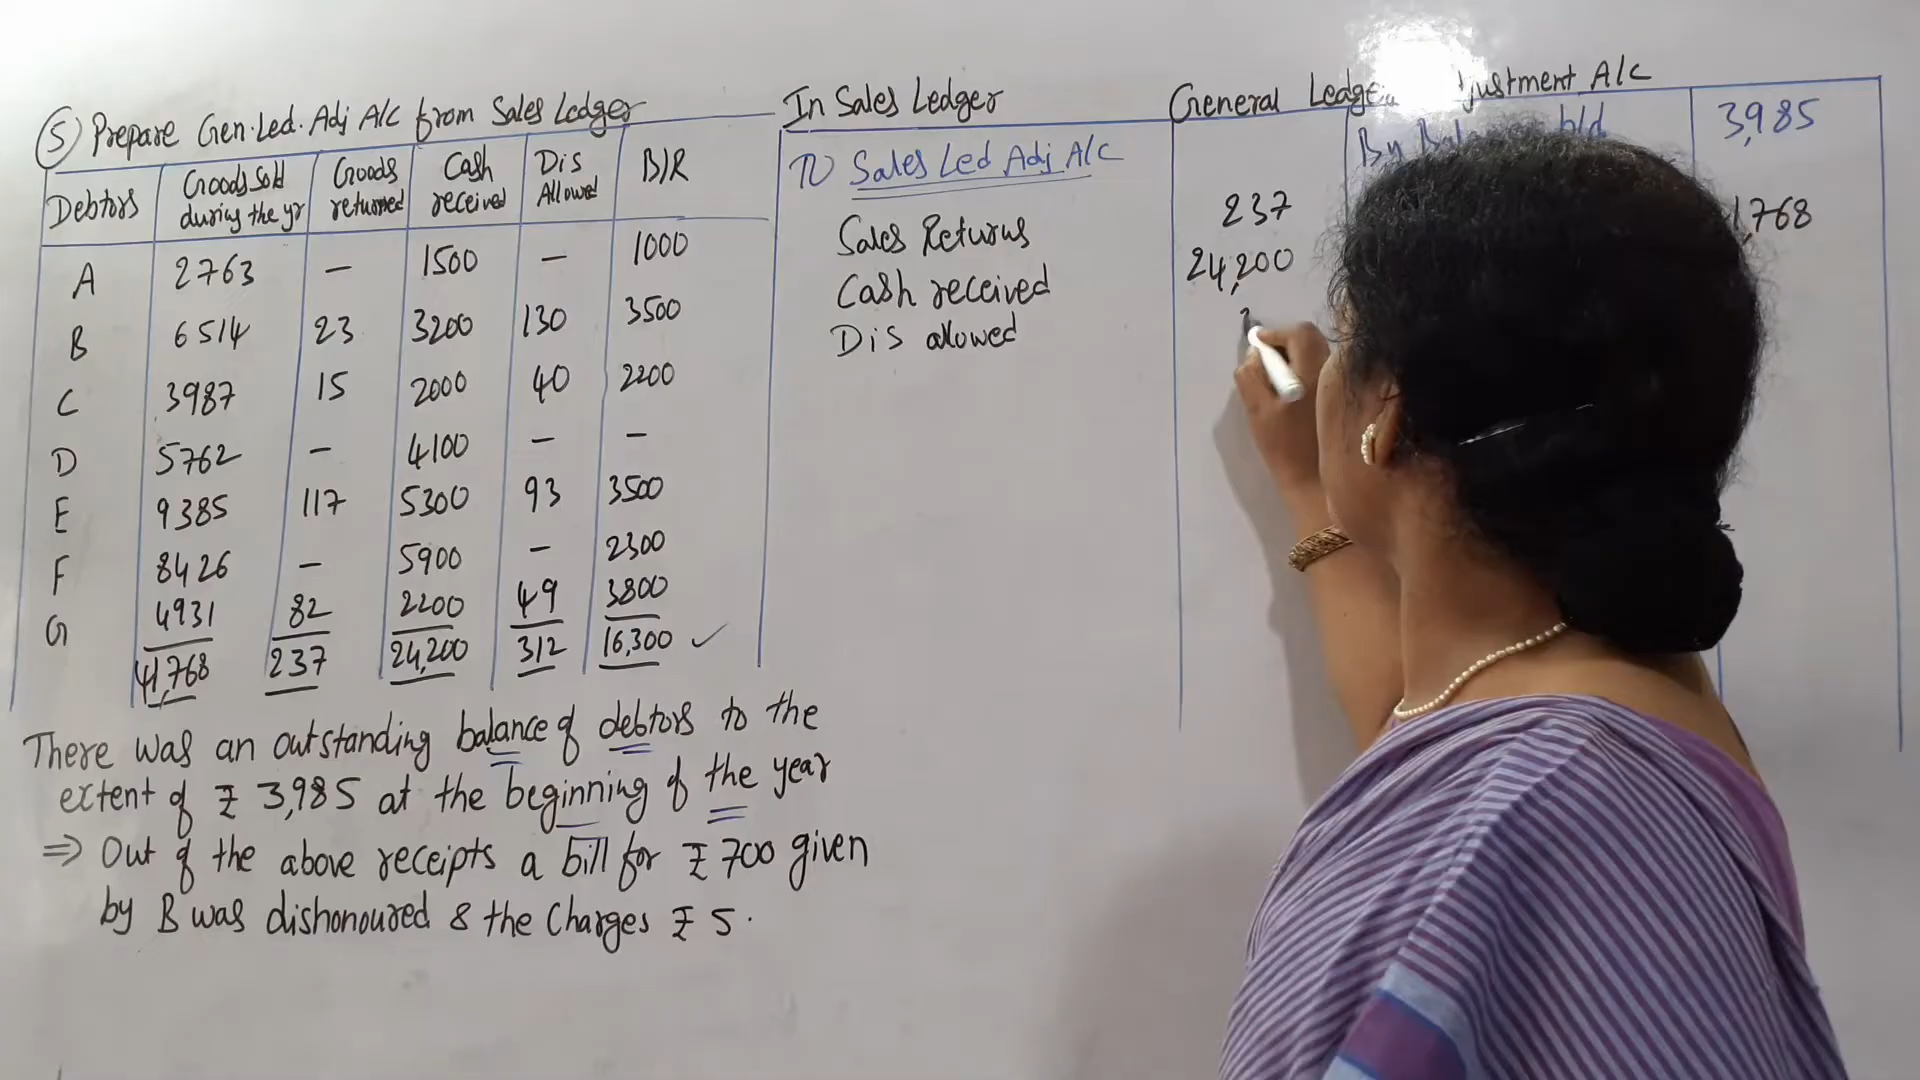 5 Prepare Gen.Led.Adj A/C from Sales Ledger
Debtors Goods Sold during the yr Goods returned Cash received Dis Allowed B/R
A 2763 — 1500 — 1000
B 6514 23 3200 130 3500
C 3987 15 2000 40 2200
D 5762 — 4100 — —
E 9385 117 5300 93 3500
F 8426 — 5900 — 2300
G 4931 82 2200 49 3800
41,768 237 24,200 312 16,300 ✓
There was an outstanding balance of debtors to the
extent of ₹ 3,985 at the beginning of the year
⇒ Out of the above receipts a bill for ₹ 700 given
by B was dishonoured & the Charges ₹ 5.
In Sales Ledger
General Ledge justment A/C
To Sales Led Adj A/C
Sales Returns 237
Cash received 24,200
Dis allowed
By b/d 3,985
1,768